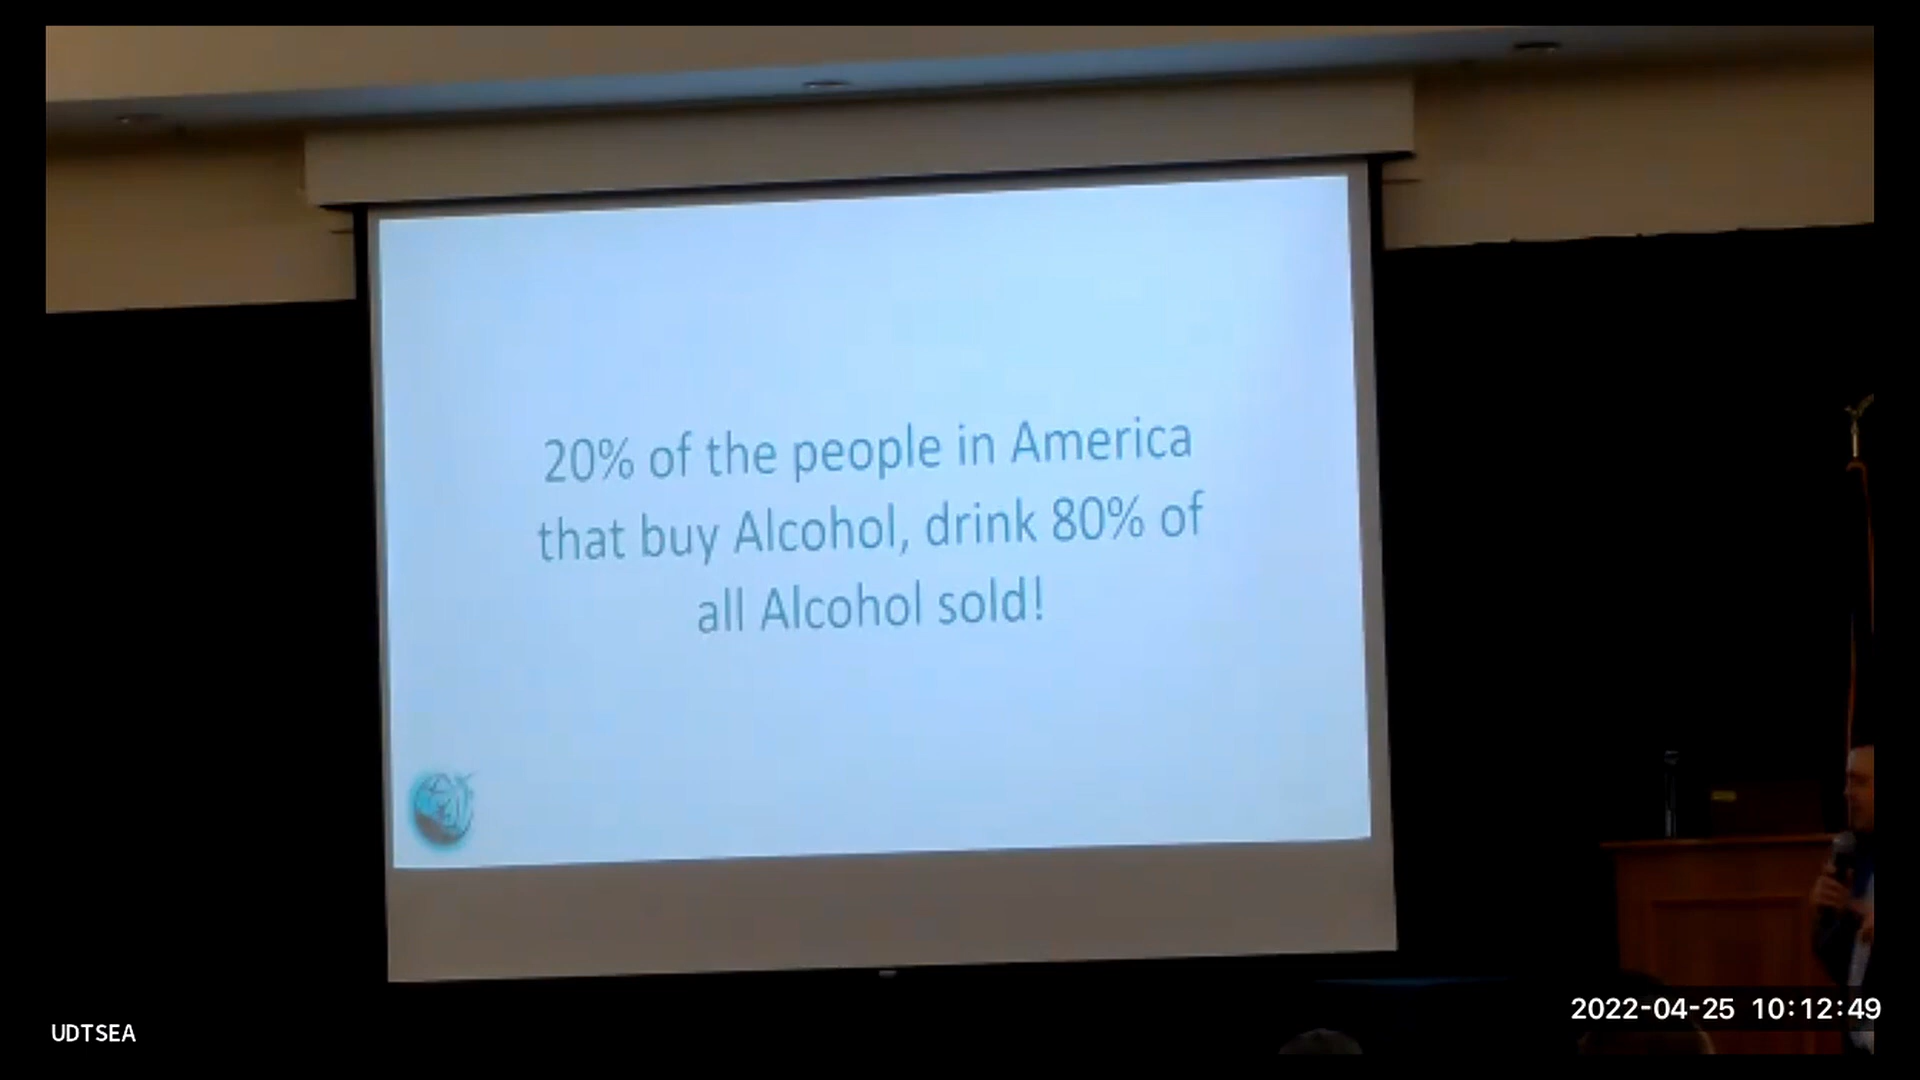 20% of the people in America
that buy Alcohol, drink 80% of
all Alcohol sold!
UDTSEA
2022-04-25 10:12:49